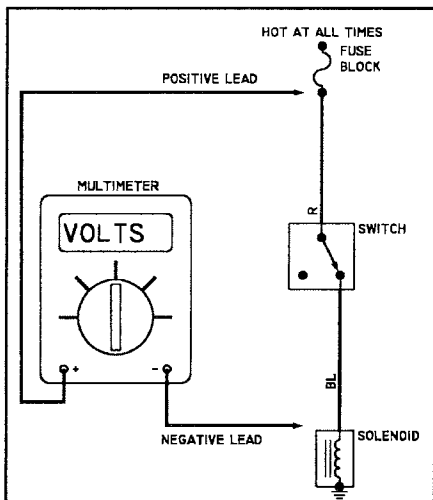 HOT AT ALL TIMES
FUSE
BLOCK
POSITIVE LEAD
MULTIMETER
VOLTS
R
SWITCH
+
-
BL
NEGATIVE LEAD
SOLENOID